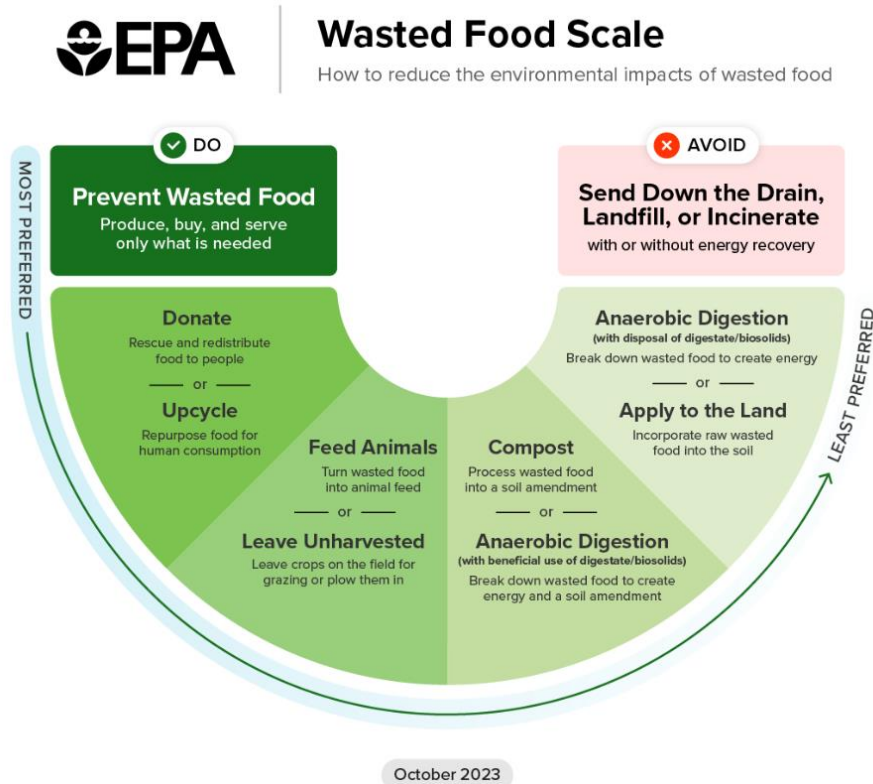 EPA
Wasted Food Scale
How to reduce the environmental impacts of wasted food
MOST PREFERRED
DO
Prevent Wasted Food
Produce, buy, and serve
only what is needed
Donate
Rescue and redistribute
food to people
or
Upcycle
Repurpose food for
human consumption
Feed Animals
Turn wasted food
into animal feed
or
Leave Unharvested
Leave crops on the field for
grazing or plow them in
Compost
Process wasted food
into a soil amendment
or
Anaerobic Digestion
(with beneficial use of digestate/biosolids)
Break down wasted food to create
energy and a soil amendment
Anaerobic Digestion
(with disposal of digestate/biosolids)
Break down wasted food to create energy
or
Apply to the Land
Incorporate raw wasted
food into the soil
AVOID
Send Down the Drain,
Landfill, or Incinerate
with or without energy recovery
LEAST PREFERRED
October 2023